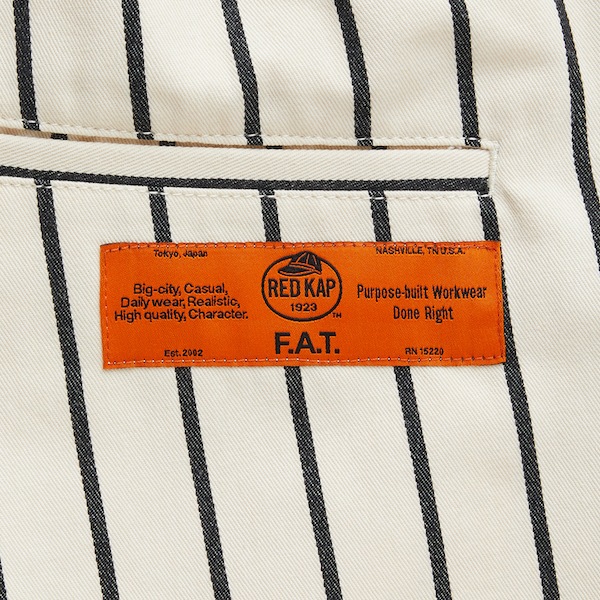 Tokyo, Japan
NASHVILLE, TN U.S.A.
Big-city, Casual,
Daily wear, Realistic,
High quality, Character.
RED KAP
1923
TM
Purpose-built Workwear
Done Right
Est. 2002
F.A.T.
RN 15220